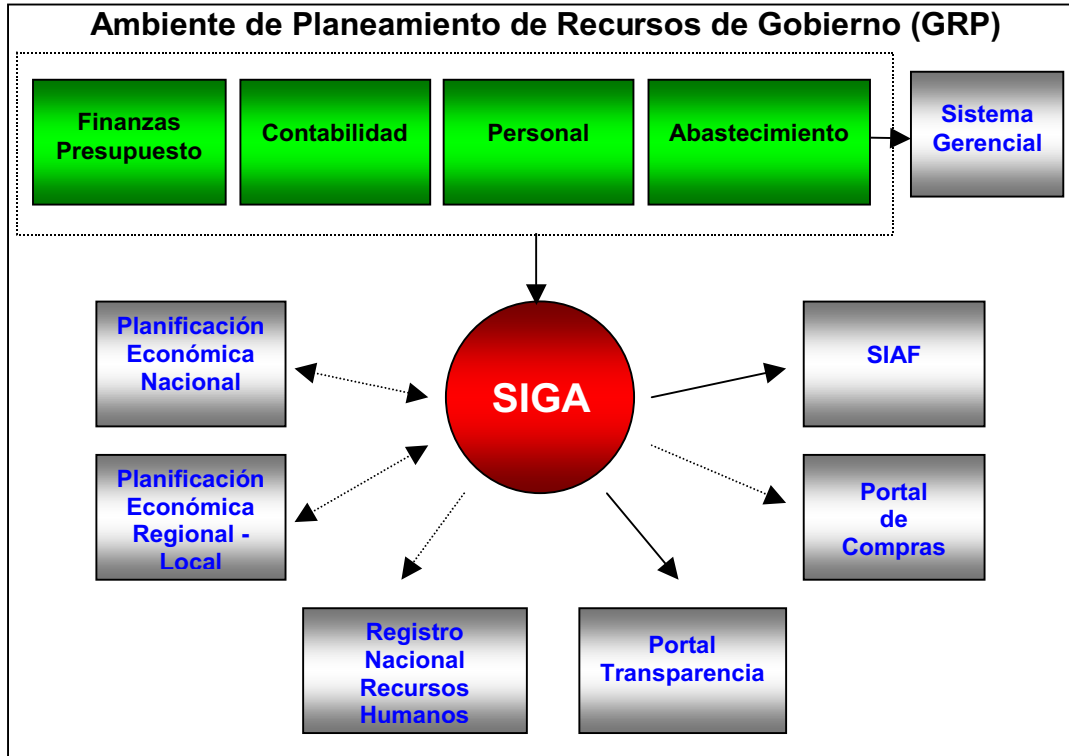 Ambiente de Planeamiento de Recursos de Gobierno (GRP)
Finanzas
Presupuesto
Contabilidad
Personal
Abastecimiento
Sistema
Gerencial
Planificación
Económica
Nacional
SIGA
SIAF
Planificación
Económica
Regional -
Local
Portal
de
Compras
Registro
Nacional
Recursos
Humanos
Portal
Transparencia